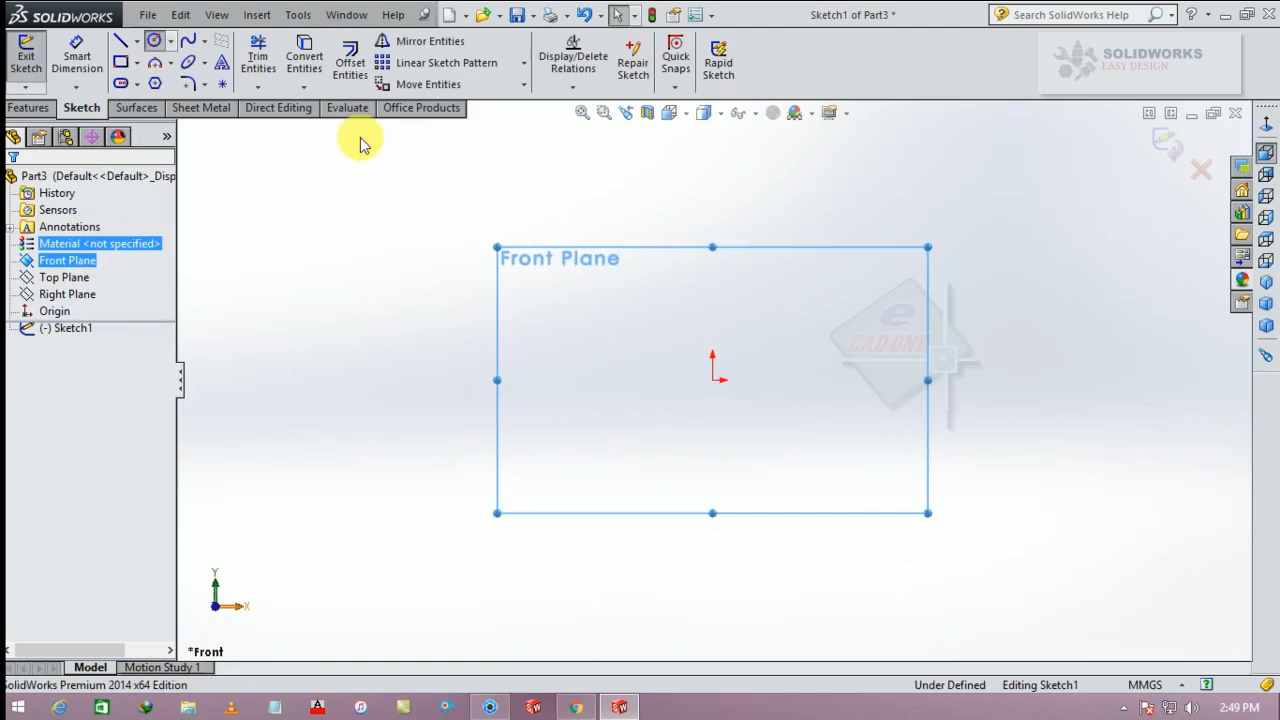 SOLIDWORKS
File
Edit
View
Insert
Tools
Window
Help
Sketch1 of Part3 *
Search SolidWorks Help
Exit Sketch
Smart Dimension
Trim Entities
Convert Entities
Offset Entities
Mirror Entities
Linear Sketch Pattern
Move Entities
Display/Delete Relations
Repair Sketch
Quick Snaps
Rapid Sketch
SOLIDWORKS
EASY DESIGN
Features
Sketch
Surfaces
Sheet Metal
Direct Editing
Evaluate
Office Products
Part3 (Default<<Default>_Disp
History
Sensors
Annotations
Material <not specified>
Front Plane
Top Plane
Right Plane
Origin
(-) Sketch1
Front Plane
e
CAD-ONE
Y
X
*Front
Model
Motion Study 1
SolidWorks Premium 2014 x64 Edition
Under Defined
Editing Sketch1
MMGS
2:49 PM